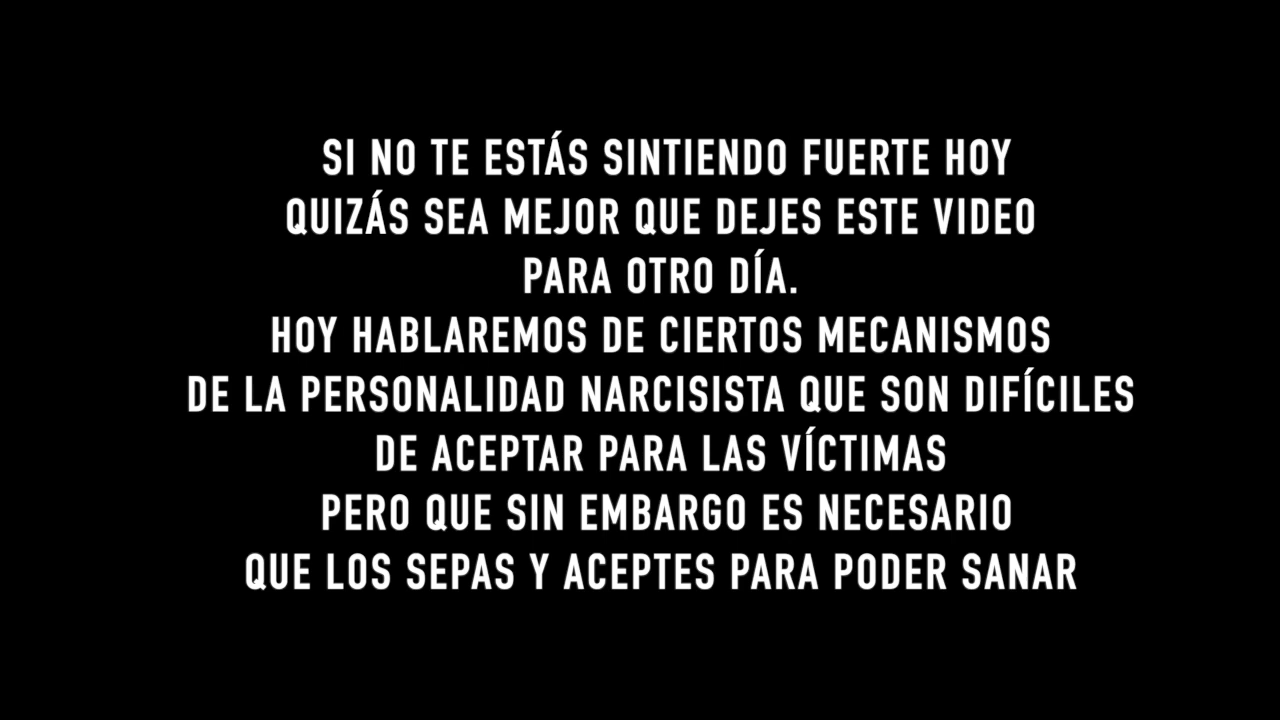 SI NO TE ESTÁS SINTIENDO FUERTE HOY
QUIZÁS SEA MEJOR QUE DEJES ESTE VIDEO
PARA OTRO DÍA.
HOY HABLAREMOS DE CIERTOS MECANISMOS
DE LA PERSONALIDAD NARCISISTA QUE SON DIFÍCILES
DE ACEPTAR PARA LAS VÍCTIMAS
PERO QUE SIN EMBARGO ES NECESARIO
QUE LOS SEPAS Y ACEPTES PARA PODER SANAR